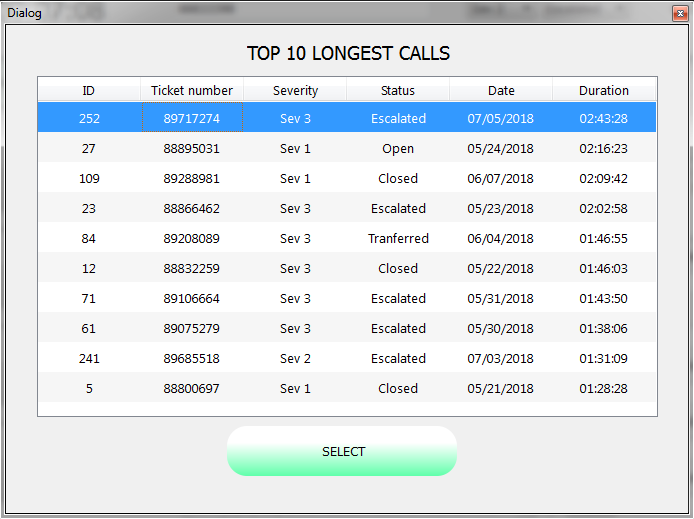 Dialog
TOP 10 LONGEST CALLS
ID Ticket number Severity Status Date Duration
252 89717274 Sev 3 Escalated 07/05/2018 02:43:28
27 88895031 Sev 1 Open 05/24/2018 02:16:23
109 89288981 Sev 1 Closed 06/07/2018 02:09:42
23 88866462 Sev 3 Escalated 05/23/2018 02:02:58
84 89208089 Sev 3 Tranferred 06/04/2018 01:46:55
12 88832259 Sev 3 Closed 05/22/2018 01:46:03
71 89106664 Sev 3 Escalated 05/31/2018 01:43:50
61 89075279 Sev 3 Escalated 05/30/2018 01:38:06
241 89685518 Sev 2 Escalated 07/03/2018 01:31:09
5 88800697 Sev 1 Closed 05/21/2018 01:28:28
SELECT